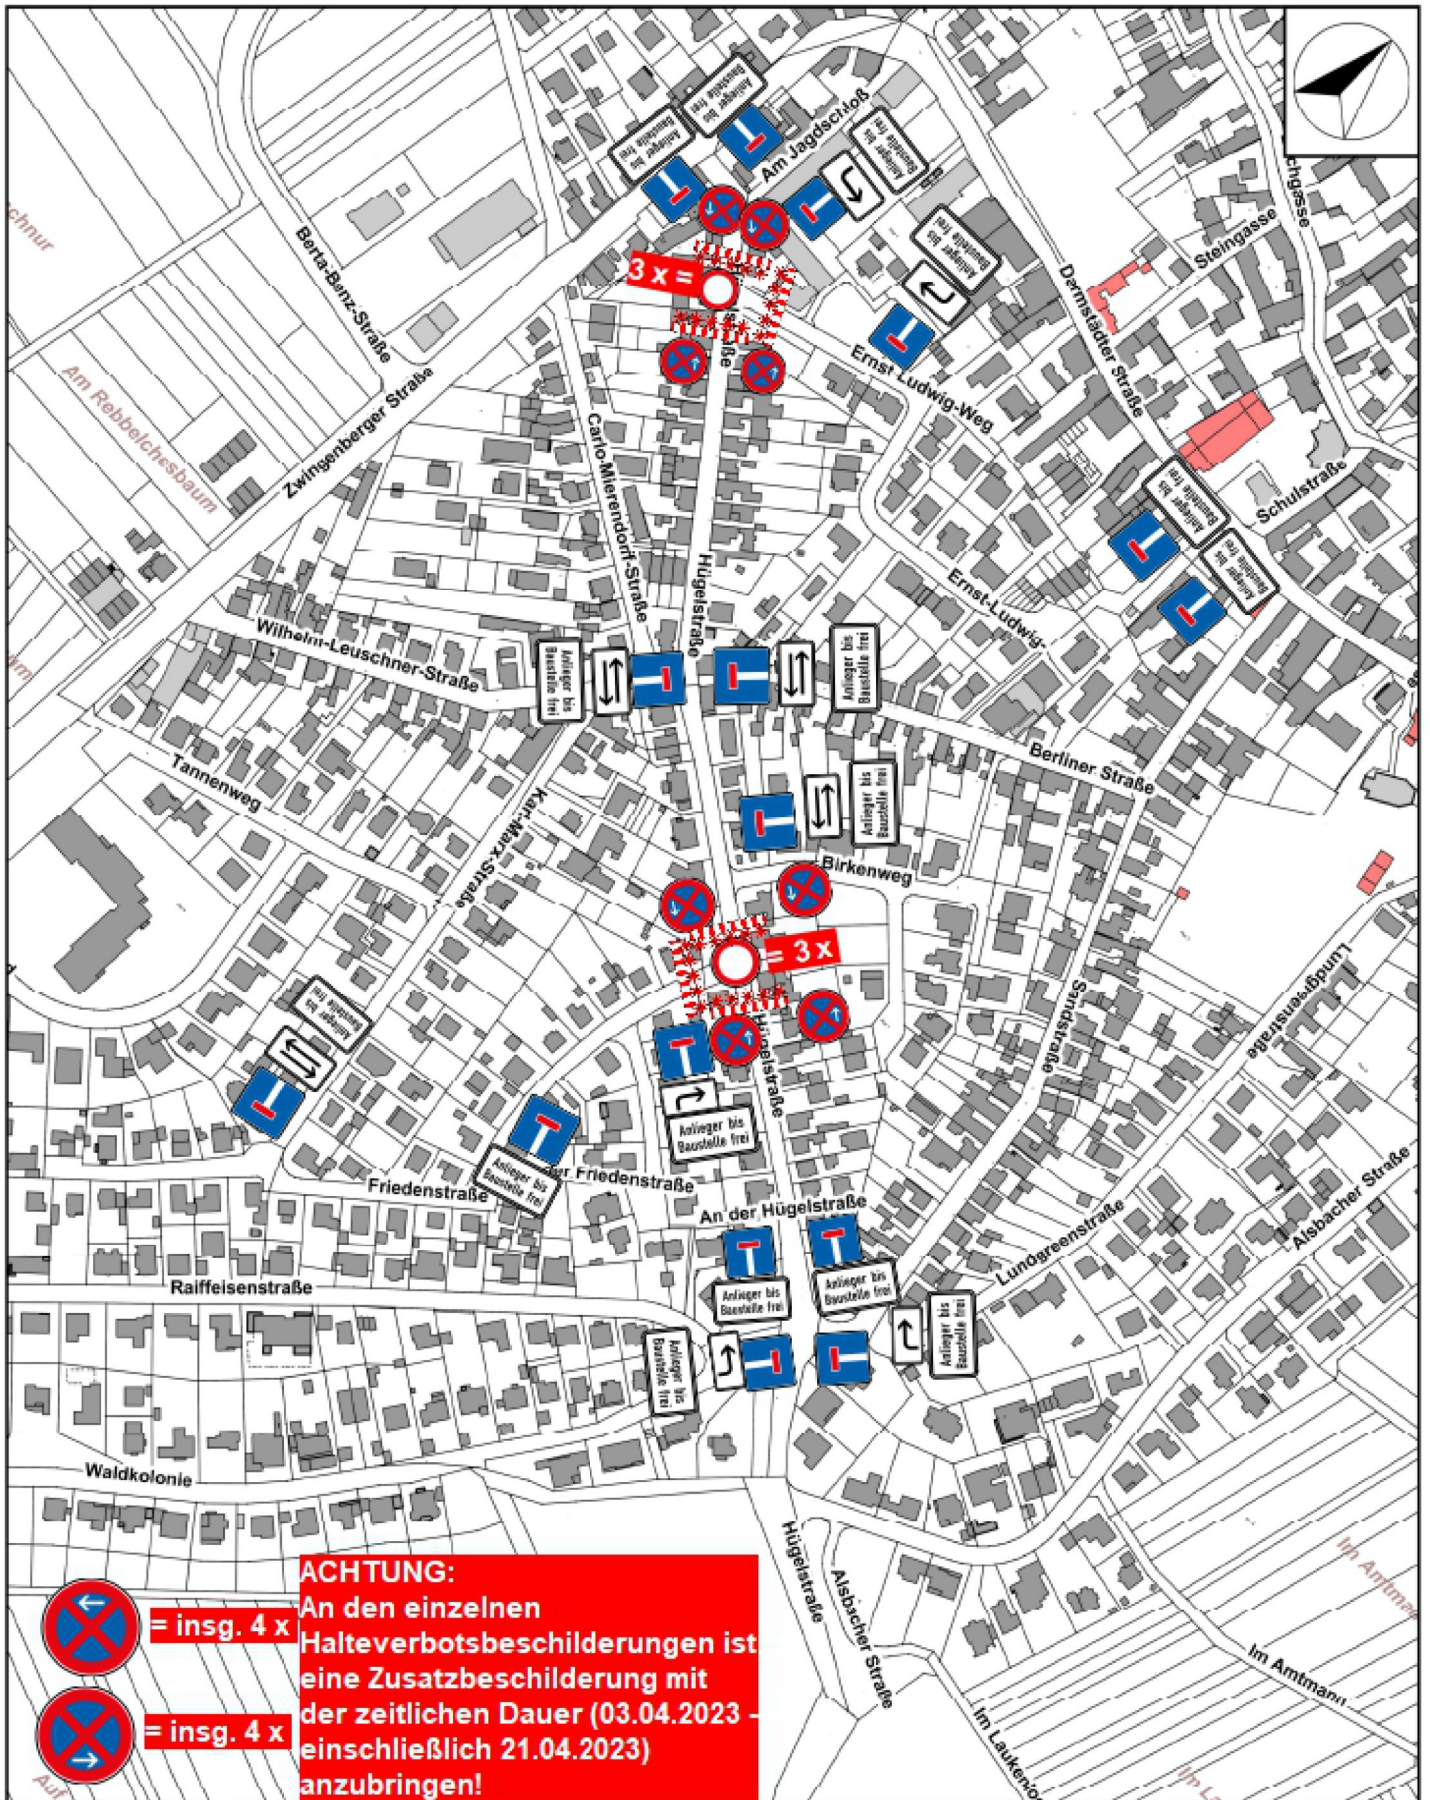 Anlieger bis
Baustelle frei
Anlieger bis
Baustelle frei
Am Jagdschloß
Anlieger bis
Baustelle frei
Anlieger bis
Baustelle frei
Steingasse
chgasse
schnur
Berta-Benz-Straße
3 x =
Darmstädter Straße
Ernst Ludwig-Weg
Am Rebbelchesbaum
Zwingenberger Straße
Carlo-Mierendorf-Straße
Hügelstraße
Schulstraße
Anlieger bis
Baustelle frei
Anlieger bis
Baustelle frei
Ernst-Ludwig-
Wilhelm-Leuschner-Straße
Anlieger bis
Baustelle frei
Anlieger bis
Baustelle frei
Berliner Straße
Tannenweg
Karl-Marx-Straße
Anlieger bis
Baustelle frei
Birkenweg
= 3 x
Sandstraße
Lundgreenstraße
Anlieger bis
Baustelle frei
Hügelstraße
Anlieger bis
Baustelle frei
Anlieger bis
Baustelle frei
der Friedenstraße
Friedenstraße
An der Hügelstraße
Alsbacher Straße
Lundgreenstraße
Raiffeisenstraße
Anlieger bis
Baustelle frei
Anlieger bis
Baustelle frei
Anlieger bis
Baustelle frei
Anlieger bis
Baustelle frei
Waldkolonie
Hügelstraße
Alsbacher Straße
Im Amtmann
Im Amtmann
= insg. 4 x
= insg. 4 x
ACHTUNG:
An den einzelnen
Halteverbotsbeschilderungen ist
eine Zusatzbeschilderung mit
der zeitlichen Dauer (03.04.2023 -
einschließlich 21.04.2023)
anzubringen!
Auf